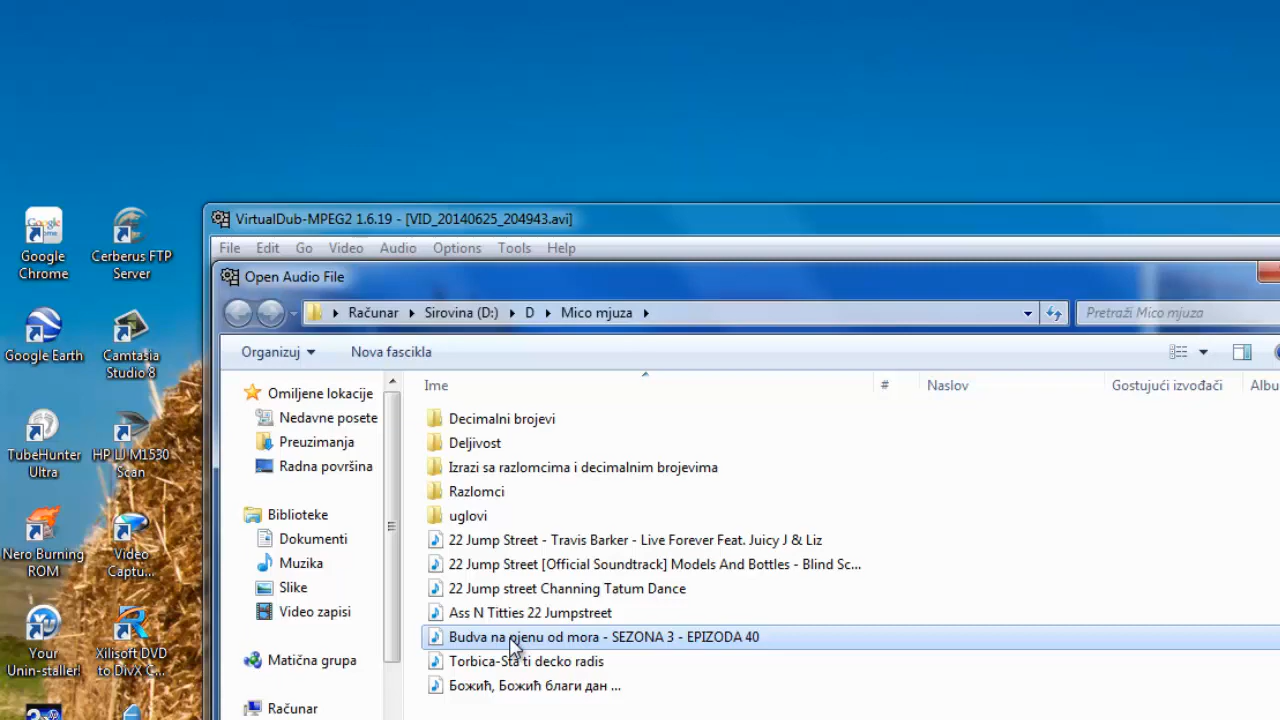 VirtualDub-MPEG2 1.6.19 - [VID_20140625_204943.avi]
File Edit Go Video Audio Options Tools Help
Open Audio File
Računar Sirovina (D:) D Mico mjuza
Pretraži Mico mjuza
Organizuj Nova fascikla
Omiljene lokacije
Nedavne posete
Preuzimanja
Radna površina
Biblioteke
Dokumenti
Muzika
Slike
Video zapisi
Matična grupa
Računar
Ime # Naslov Gostujući izvođači Albu
Decimalni brojevi
Deljivost
Izrazi sa razlomcima i decimalnim brojevima
Razlomci
uglovi
22 Jump Street - Travis Barker - Live Forever Feat. Juicy J & Liz
22 Jump Street [Official Soundtrack] Models And Bottles - Blind Sc...
22 Jump street Channing Tatum Dance
Ass N Titties 22 Jumpstreet
Budva na pjenu od mora - SEZONA 3 - EPIZODA 40
Torbica-Sta ti decko radis
Божић, Божић благи дан ...
Google
Chrome
Cerberus FTP
Server
Google Earth
Camtasia
Studio 8
TubeHunter
Ultra
HP LJ M1530
Scan
Nero Burning
ROM
Video
Captu...
Your
Unin-staller!
Xilisoft DVD
to DivX C...